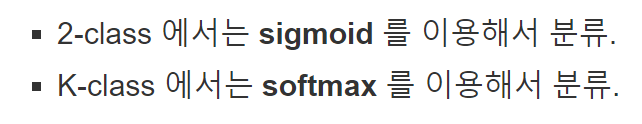 ▪ 2-class 에서는 sigmoid 를 이용해서 분류.
▪ K-class 에서는 softmax 를 이용해서 분류.